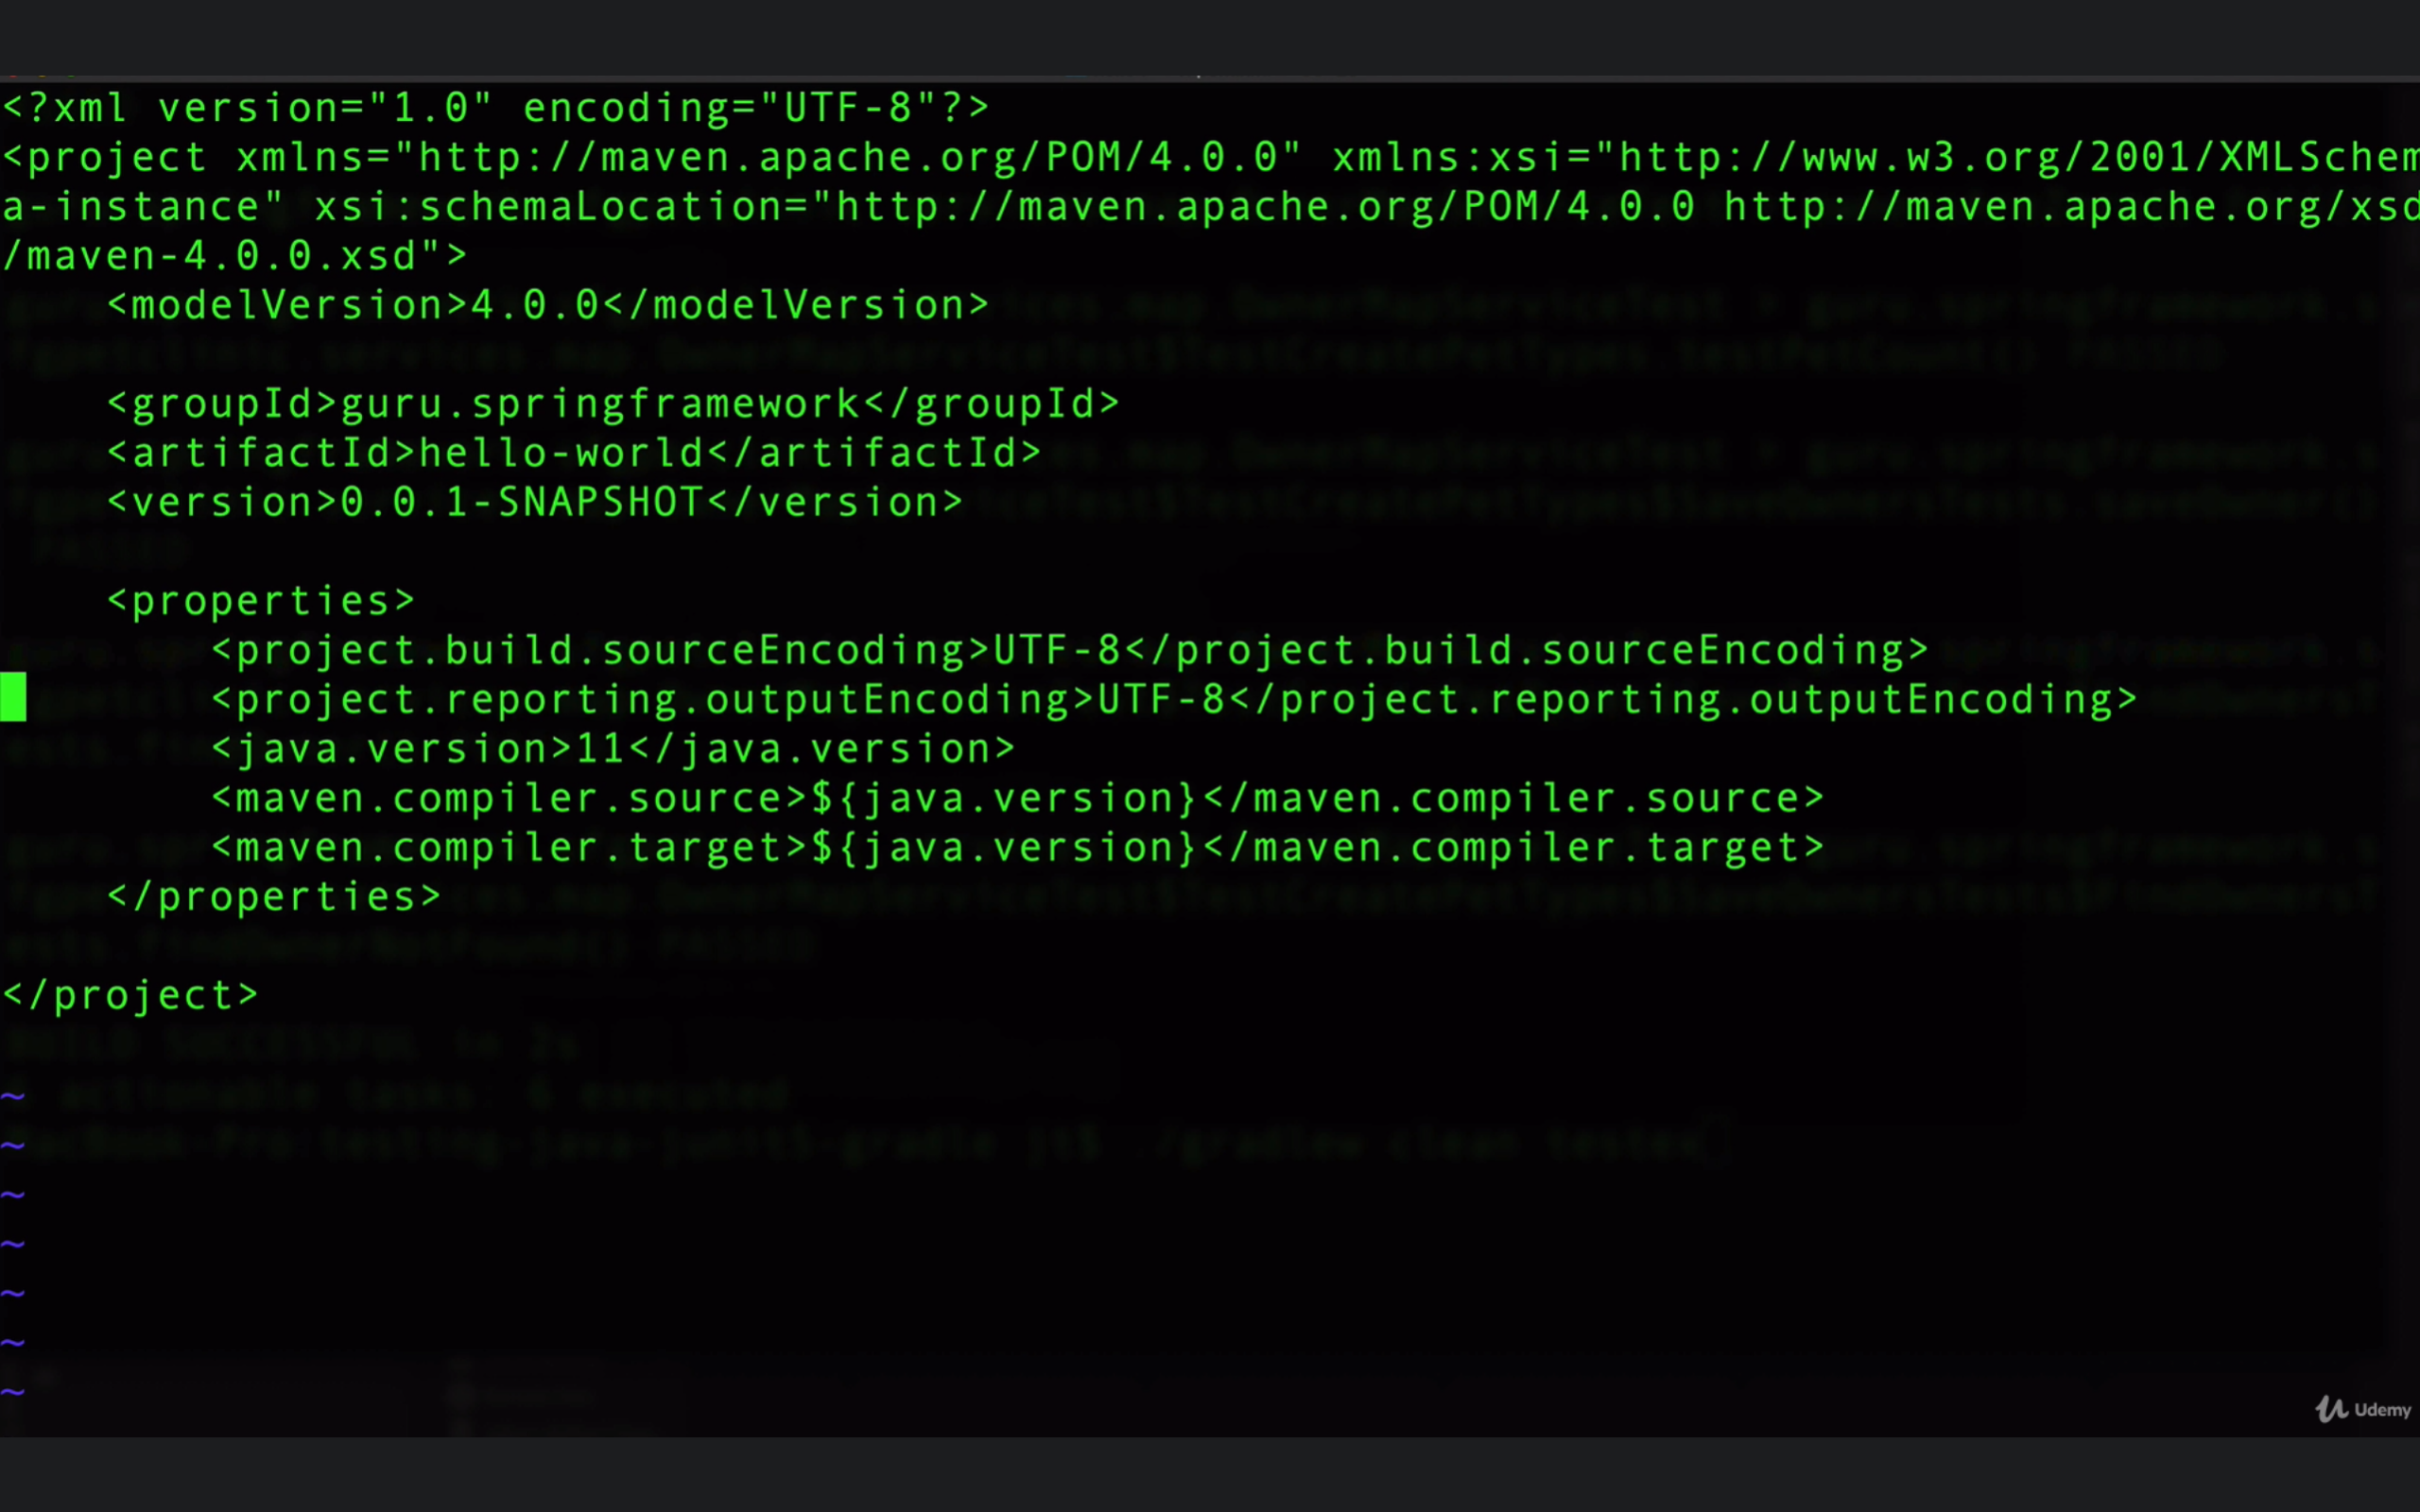 <?xml version="1.0" encoding="UTF-8"?>
<project xmlns="http://maven.apache.org/POM/4.0.0" xmlns:xsi="http://www.w3.org/2001/XMLSchem
a-instance" xsi:schemaLocation="http://maven.apache.org/POM/4.0.0 http://maven.apache.org/xsd
/maven-4.0.0.xsd">
    <modelVersion>4.0.0</modelVersion>

    <groupId>guru.springframework</groupId>
    <artifactId>hello-world</artifactId>
    <version>0.0.1-SNAPSHOT</version>

    <properties>
        <project.build.sourceEncoding>UTF-8</project.build.sourceEncoding>
        <project.reporting.outputEncoding>UTF-8</project.reporting.outputEncoding>
        <java.version>11</java.version>
        <maven.compiler.source>${java.version}</maven.compiler.source>
        <maven.compiler.target>${java.version}</maven.compiler.target>
    </properties>

</project>

~
~
~
~
~
~
~
Udemy